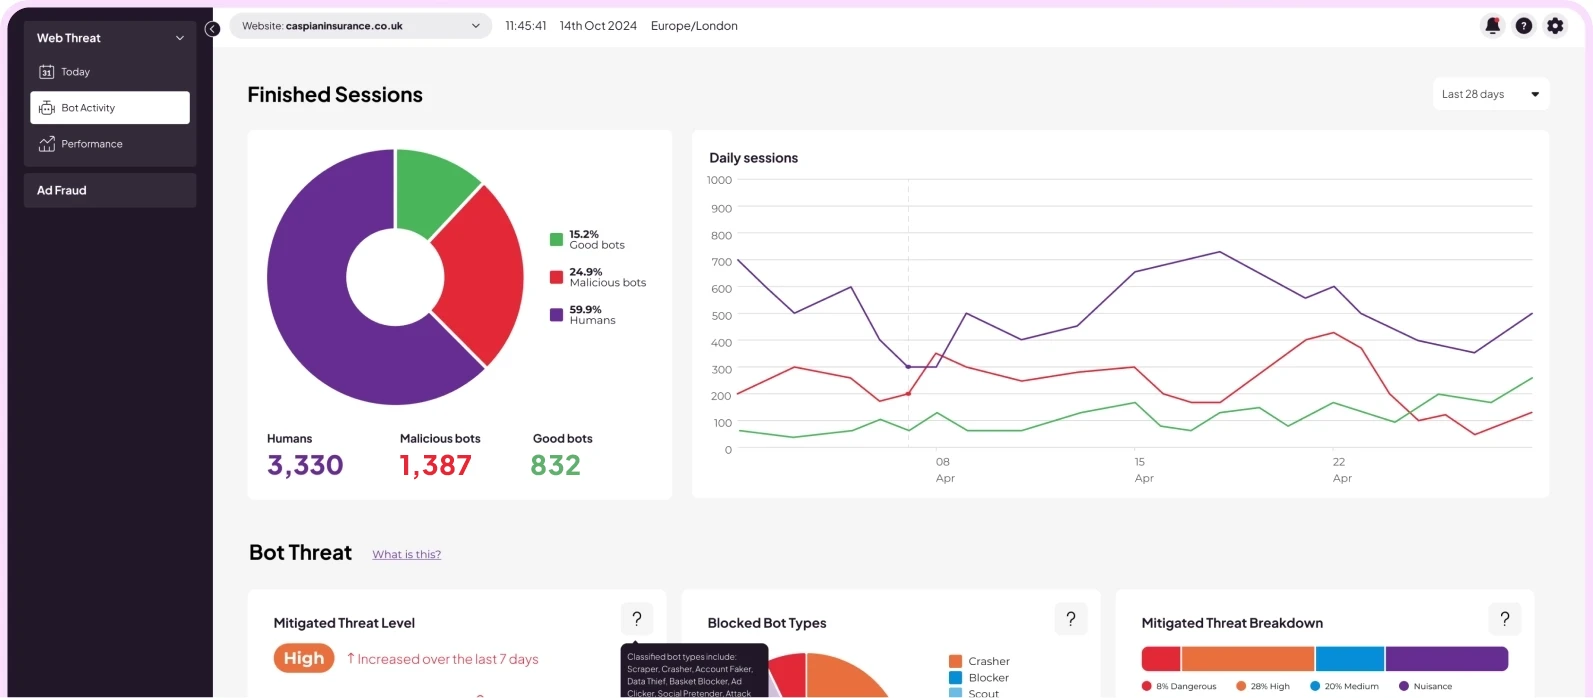 Web Threat
31 Today
Bot Activity
Performance
Ad Fraud
Website: caspianinsurance.co.uk
11:45:41 14th Oct 2024 Europe/London
?
Finished Sessions
Last 28 days
15.2%
Good bots
24.9%
Malicious bots
59.9%
Humans
Humans
3,330
Malicious bots
1,387
Good bots
832
Daily sessions
1000
900
800
700
600
500
400
300
200
100
0
08
Apr
15
Apr
22
Apr
Bot Threat What is this?
Mitigated Threat Level ?
High ↑ Increased over the last 7 days
Classified bot types include:
Scraper, Crasher, Account Faker,
Data Thief, Basket Blocker, Ad
Clicker, Social Pretender, Attack
Blocked Bot Types ?
Crasher
Blocker
Scout
Mitigated Threat Breakdown ?
8% Dangerous 28% High 20% Medium Nuisance